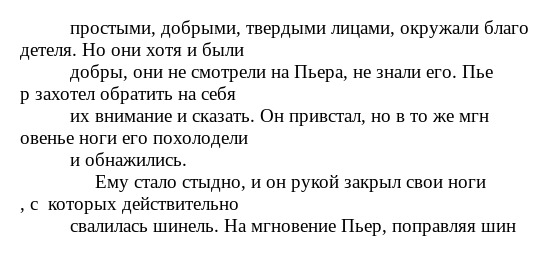 простыми, добрыми, твердыми лицами, окружали благо
детеля. Но они хотя и были
добры, они не смотрели на Пьера, не знали его. Пье
р захотел обратить на себя
их внимание и сказать. Он привстал, но в то же мгн
овенье ноги его похолодели
и обнажились.
Ему стало стыдно, и он рукой закрыл свои ноги
, с  которых действительно
свалилась шинель. На мгновение Пьер, поправляя шин